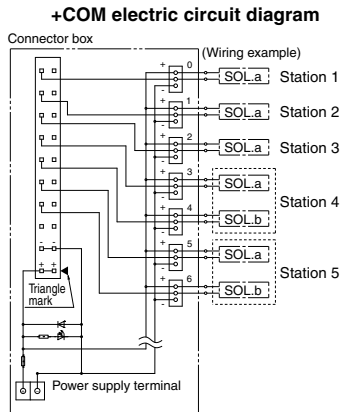 +COM electric circuit diagram
Connector box
(Wiring example)
+ 0
-
SOL.a Station 1
+ 1
-
SOL.a Station 2
+ 2
-
SOL.a Station 3
+ 3
-
SOL.a
Station 4
+ 4
-
SOL.b
+ 5
-
SOL.a
Station 5
+ 6
-
SOL.b
- -
+ +
Triangle
mark
Power supply terminal